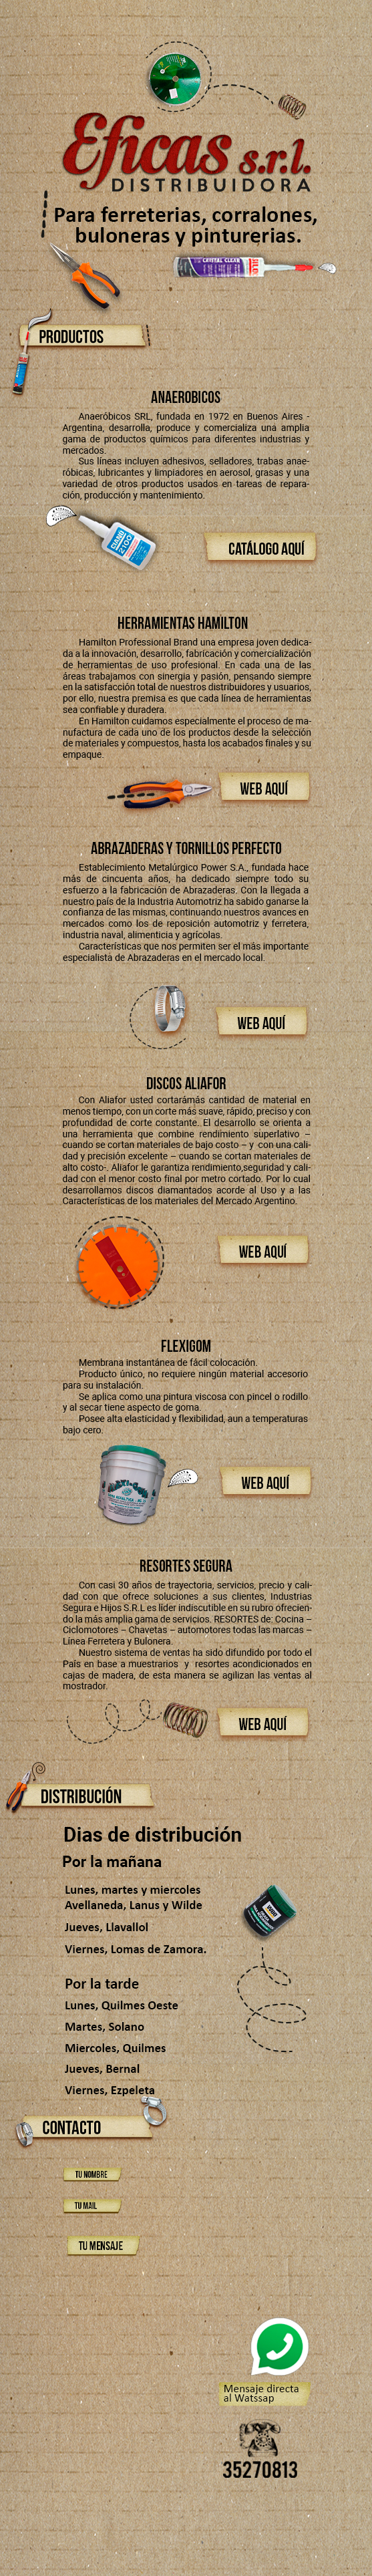 Eficas s.r.l.
DISTRIBUIDORA
Para ferreterias, corralones,
buloneras y pinturerias.
CRYSTAL CLEAR
PRODUCTOS
ANAEROBICOS
Anaeróbicos SRL, fundada en 1972 en Buenos Aires -
Argentina, desarrolla, produce y comercializa una amplia
gama de productos químicos para diferentes industrias y
mercados.
Sus líneas incluyen adhesivos, selladores, trabas anae-
róbicas, lubricantes y limpiadores en aerosol, grasas y una
variedad de otros productos usados en tareas de repara-
ción, producción y mantenimiento.
CATÁLOGO AQUÍ
HERRAMIENTAS HAMILTON
Hamilton Professional Brand una empresa joven dedica-
da a la innovación, desarrollo, fabricación y comercialización
de herramientas de uso profesional. En cada una de las
áreas trabajamos con sinergia y pasión, pensando siempre
en la satisfacción total de nuestros distribuidores y usuarios,
por ello, nuestra premisa es que cada línea de herramientas
sea confiable y duradera.
En Hamilton cuidamos especialmente el proceso de ma-
nufactura de cada uno de los productos desde la selección
de materiales y compuestos, hasta los acabados finales y su
empaque.
WEB AQUÍ
ABRAZADERAS Y TORNILLOS PERFECTO
Establecimiento Metalúrgico Power S.A., fundada hace
más de cincuenta años, ha dedicado siempre todo su
esfuerzo a la fabricación de Abrazaderas. Con la llegada a
nuestro país de la Industria Automotriz ha sabido ganarse la
confianza de las mismas, continuando nuestros avances en
mercados como los de reposición automotriz y ferretera,
industria naval, alimenticia y agrícolas.
Características que nos permiten ser el más importante
especialista de Abrazaderas en el mercado local.
WEB AQUÍ
DISCOS ALIAFOR
Con Aliafor usted cortarámás cantidad de material en
menos tiempo, con un corte más suave, rápido, preciso y con
profundidad de corte constante. El desarrollo se orienta a
una herramienta que combine rendimiento superlativo –
cuando se cortan materiales de bajo costo – y con una cali-
dad y precisión excelente – cuando se cortan materiales de
alto costo-. Aliafor le garantiza rendimiento,seguridad y cali-
dad con el menor costo final por metro cortado. Por lo cual
desarrollamos discos diamantados acorde al Uso y a las
Características de los materiales del Mercado Argentino.
WEB AQUÍ
FLEXIGOM
Membrana instantánea de fácil colocación.
Producto único, no requiere ningún material accesorio
para su instalación.
Se aplica como una pintura viscosa con pincel o rodillo
y al secar tiene aspecto de goma.
Posee alta elasticidad y flexibilidad, aun a temperaturas
bajo cero.
WEB AQUÍ
RESORTES SEGURA
Con casi 30 años de trayectoria, servicios, precio y cali-
dad con que ofrece soluciones a sus clientes, Industrias
Segura e Hijos S.R.L es líder indiscutible en su rubro ofrecien-
do la más amplia gama de servicios. RESORTES de: Cocina –
Ciclomotores – Chavetas – automotores todas las marcas –
Línea Ferretera y Bulonera.
Nuestro sistema de ventas ha sido difundido por todo el
País en base a muestrarios y resortes acondicionados en
cajas de madera, de esta manera se agilizan las ventas al
mostrador.
WEB AQUÍ
DISTRIBUCIÓN
Dias de distribución
Por la mañana
Lunes, martes y miercoles
Avellaneda, Lanus y Wilde
Jueves, Llavallol
Viernes, Lomas de Zamora.
Por la tarde
Lunes, Quilmes Oeste
Martes, Solano
Miercoles, Quilmes
Jueves, Bernal
Viernes, Ezpeleta
CONTACTO
TU NOMBRE
TU MAIL
TU MENSAJE
Mensaje directa
al Watssap
35270813